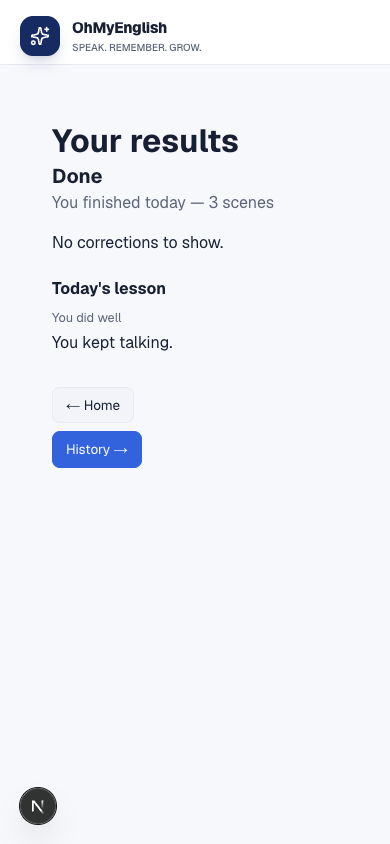 OhMyEnglish
SPEAK. REMEMBER. GROW.
Your results
Done
You finished today — 3 scenes
No corrections to show.
Today's lesson
You did well
You kept talking.
← Home
History →
N